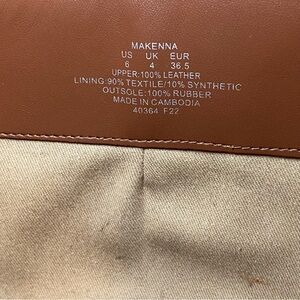 MAKENNA
US UK EUR
6 4 36.5
UPPER:100% LEATHER
LINING:90% TEXTILE/10% SYNTHETIC
OUTSOLE:100% RUBBER
MADE IN CAMBODIA
40364 F22